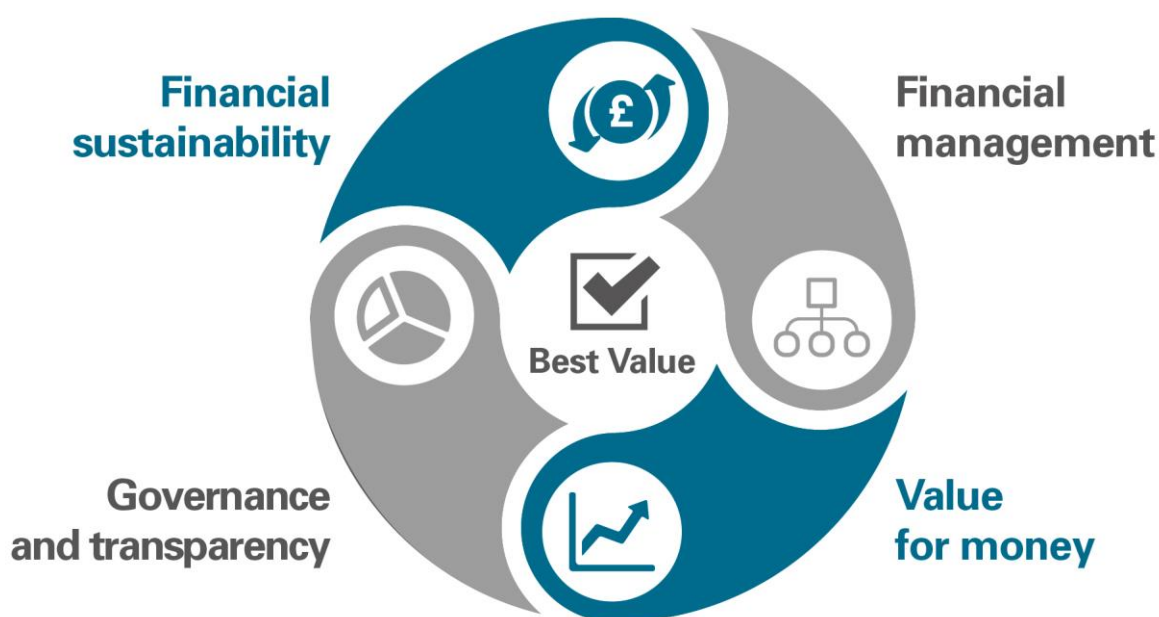 Financial
sustainability
Financial
management
£
Best Value
Governance
and transparency
Value
for money